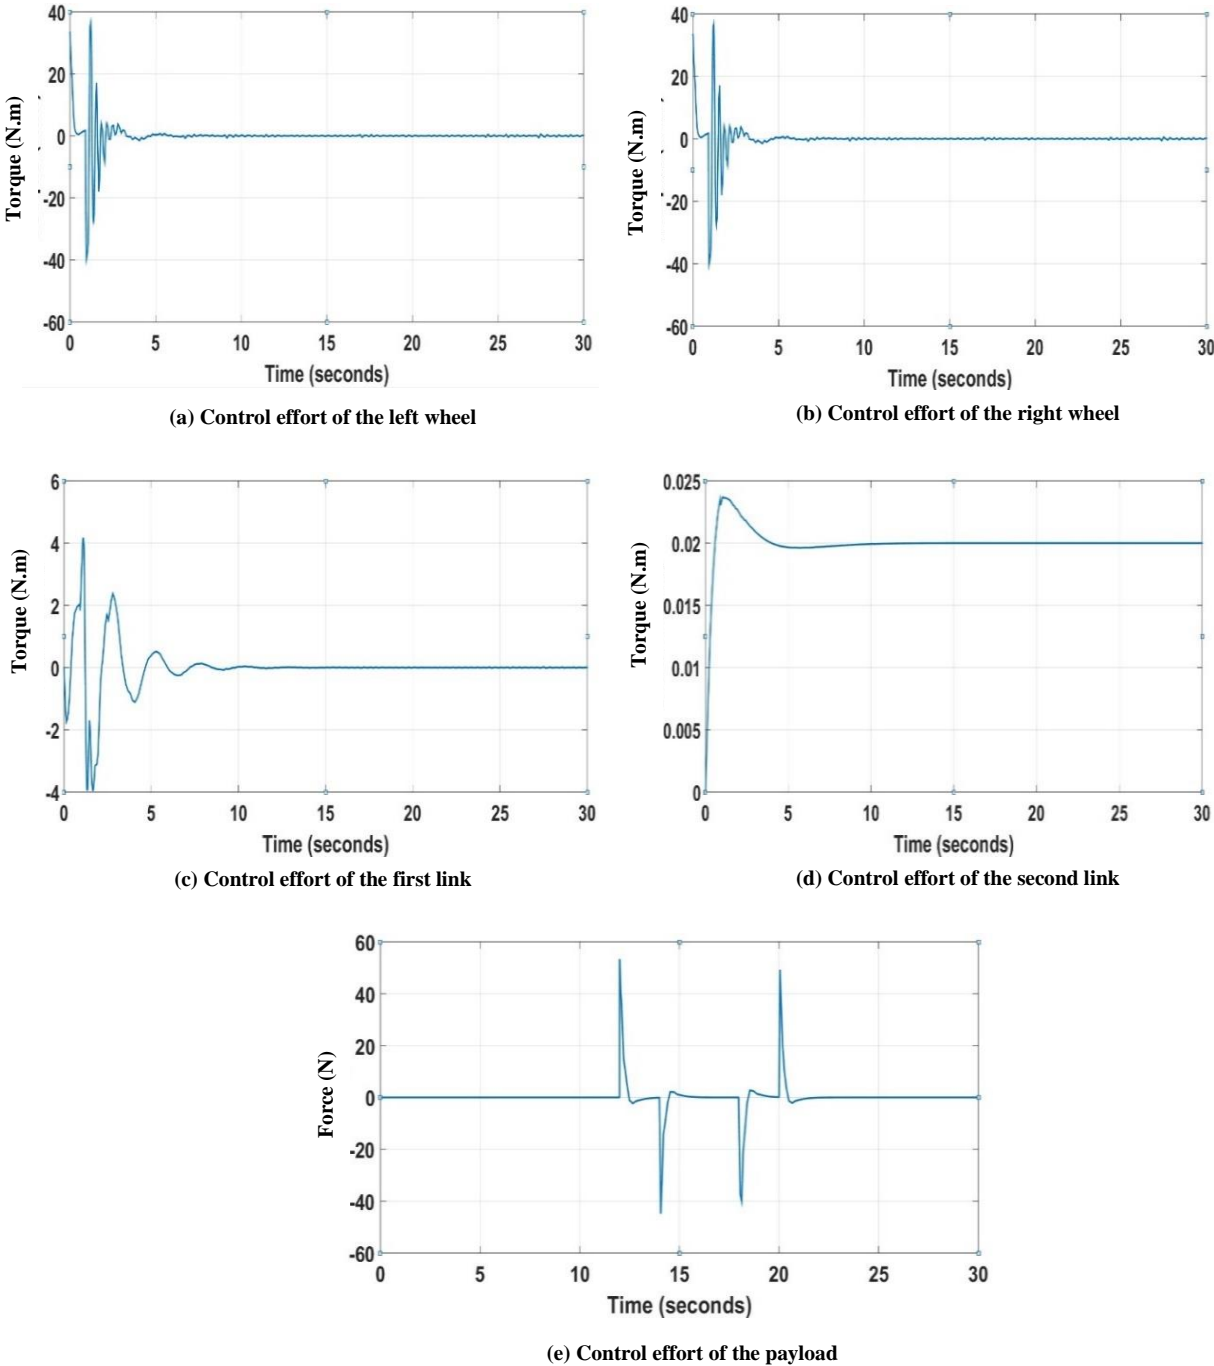 40
20
0
-20
-40
-60
Torque (N.m)
0 5 10 15 20 25 30
Time (seconds)
(a) Control effort of the left wheel
40
20
0
-20
-40
-60
Torque (N.m)
0 5 10 15 20 25 30
Time (seconds)
(b) Control effort of the right wheel
6
4
2
0
-2
-4
Torque (N.m)
0 5 10 15 20 25 30
Time (seconds)
(c) Control effort of the first link
0.025
0.02
0.015
0.01
0.005
0
Torque (N.m)
0 5 10 15 20 25 30
Time (seconds)
(d) Control effort of the second link
60
40
20
0
-20
-40
-60
Force (N)
0 5 10 15 20 25 30
Time (seconds)
(e) Control effort of the payload